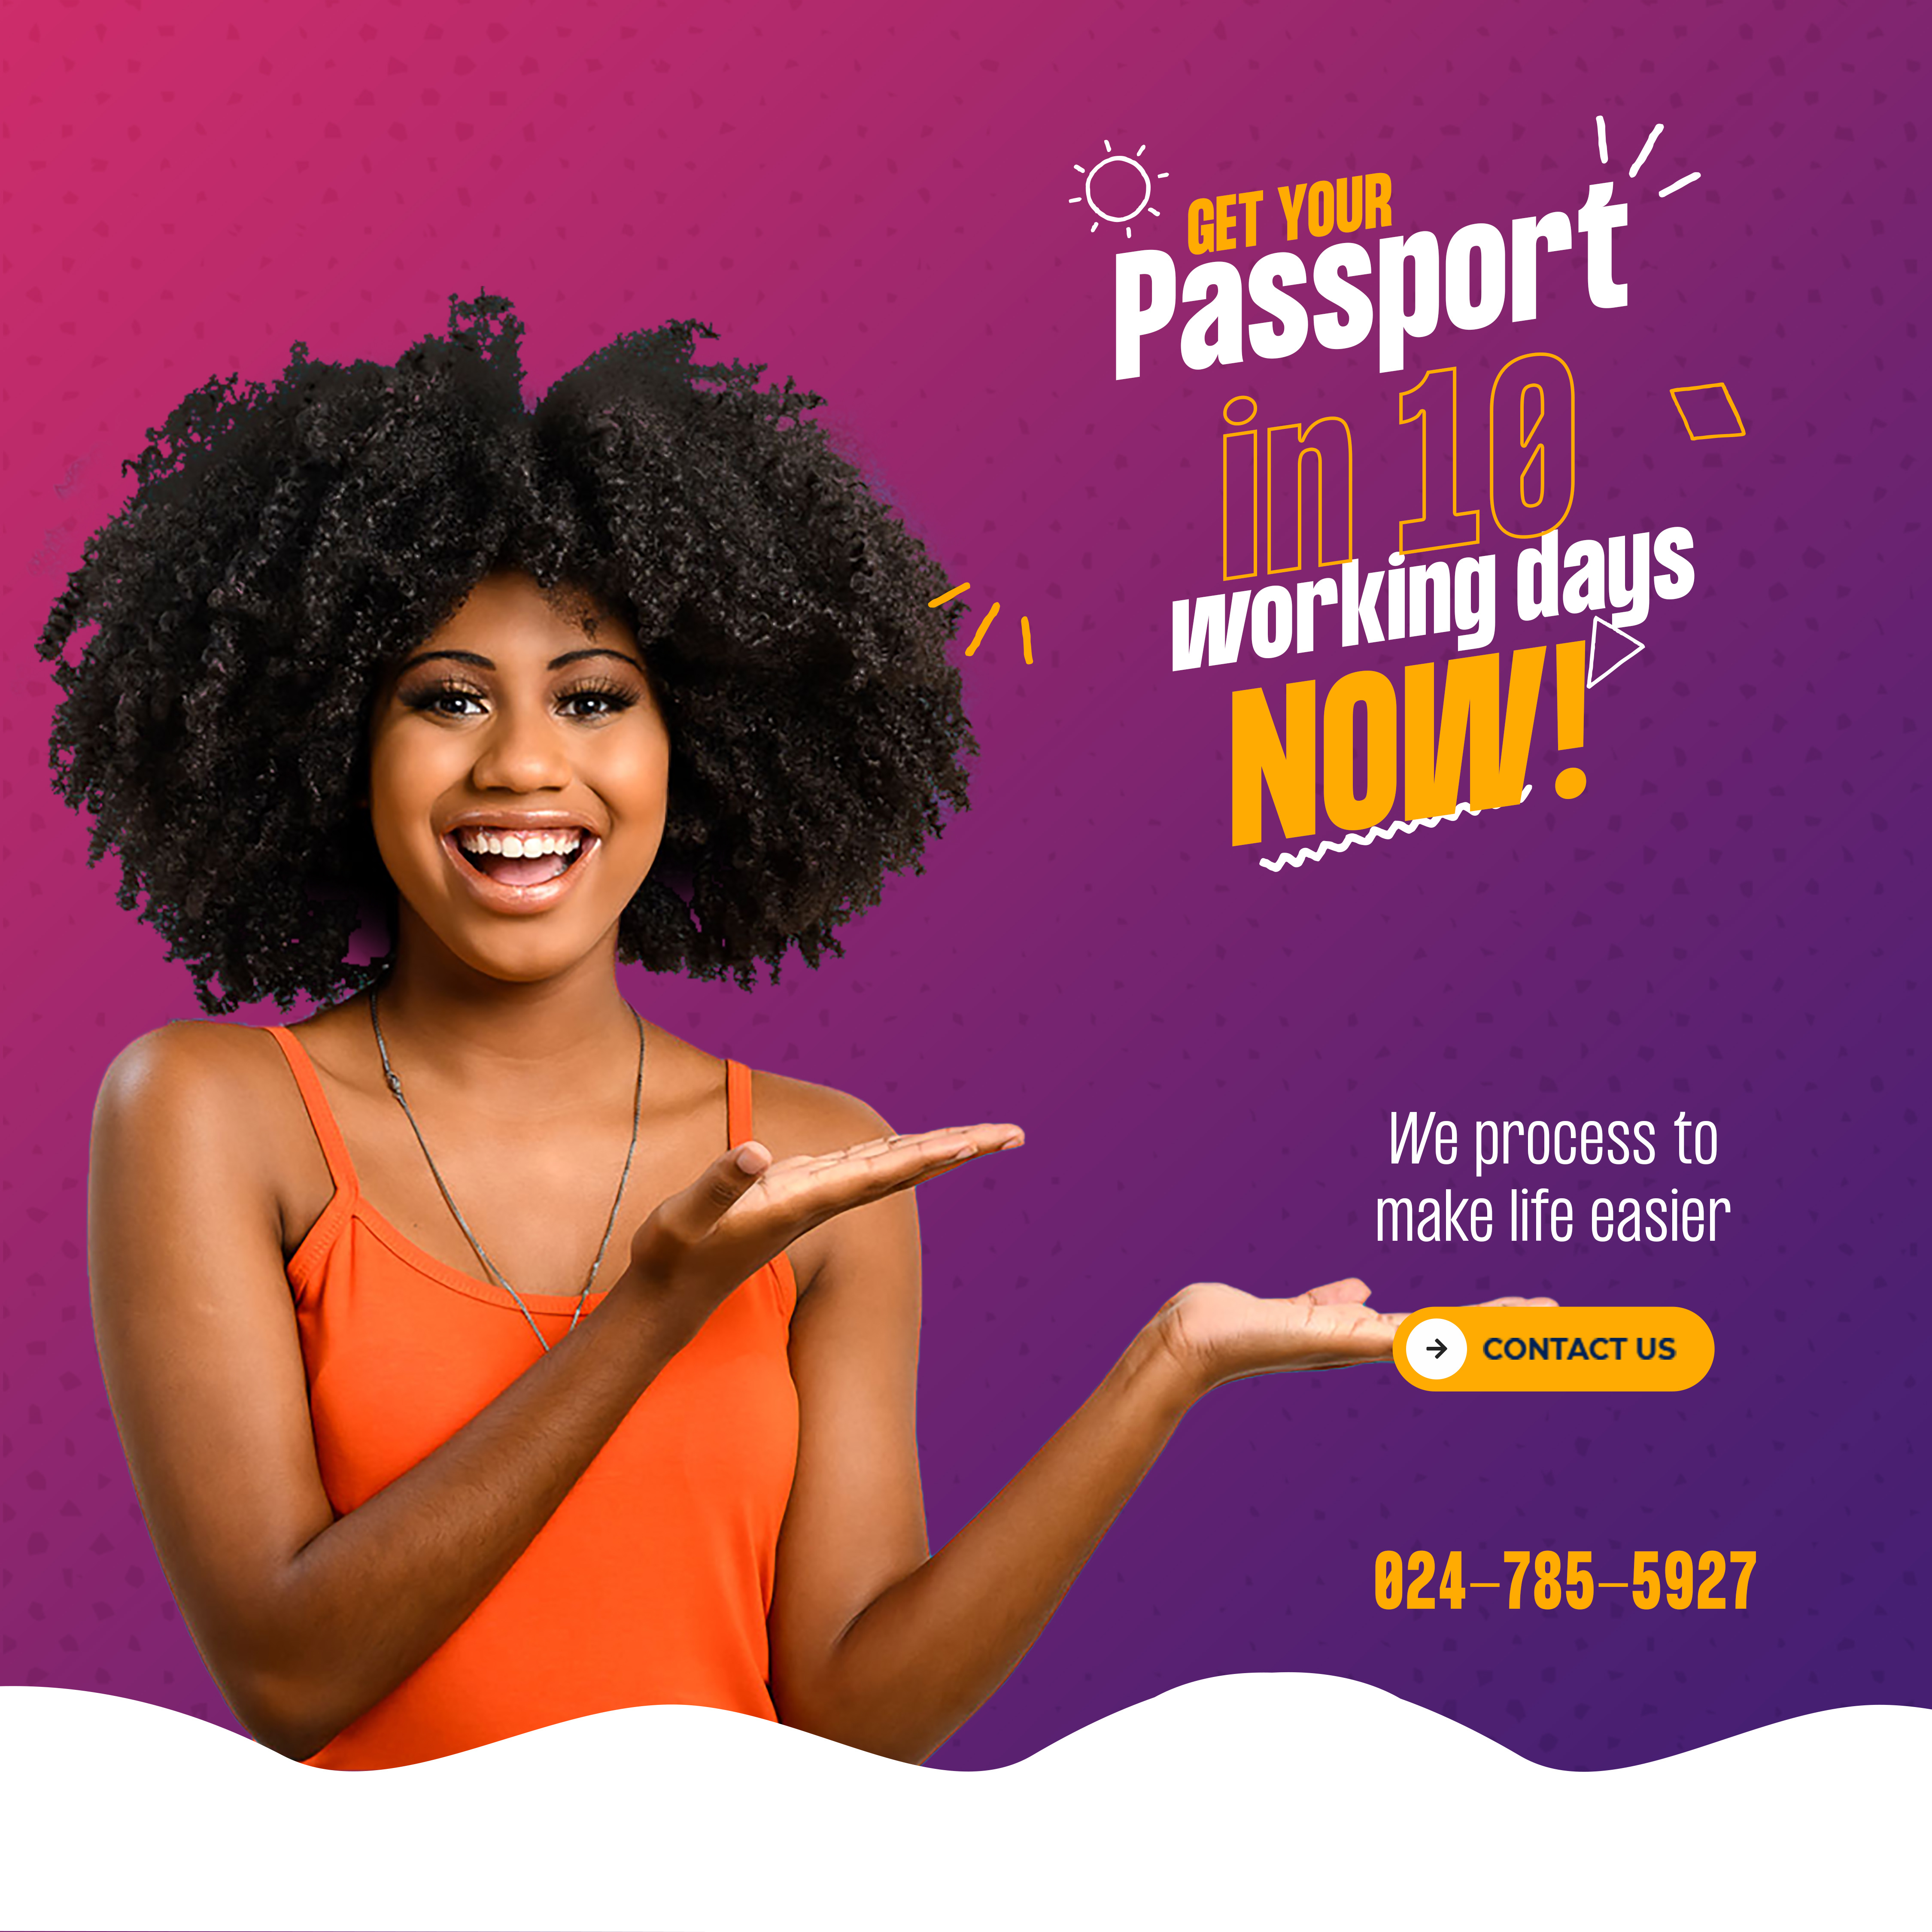 GET YOUR
Passport
in 10
working days
NOW!
We process to
make life easier
CONTACT US
024-785-5927